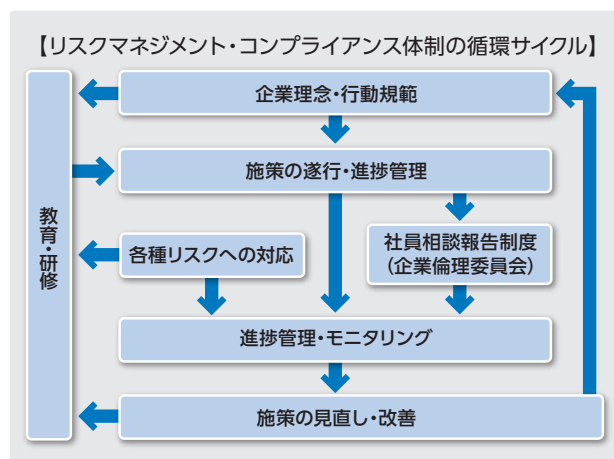 【リスクマネジメント・コンプライアンス体制の循環サイクル】
企業理念・行動規範
施策の遂行・進捗管理
教育・研修
各種リスクへの対応
社員相談報告制度
(企業倫理委員会)
進捗管理・モニタリング
施策の見直し・改善